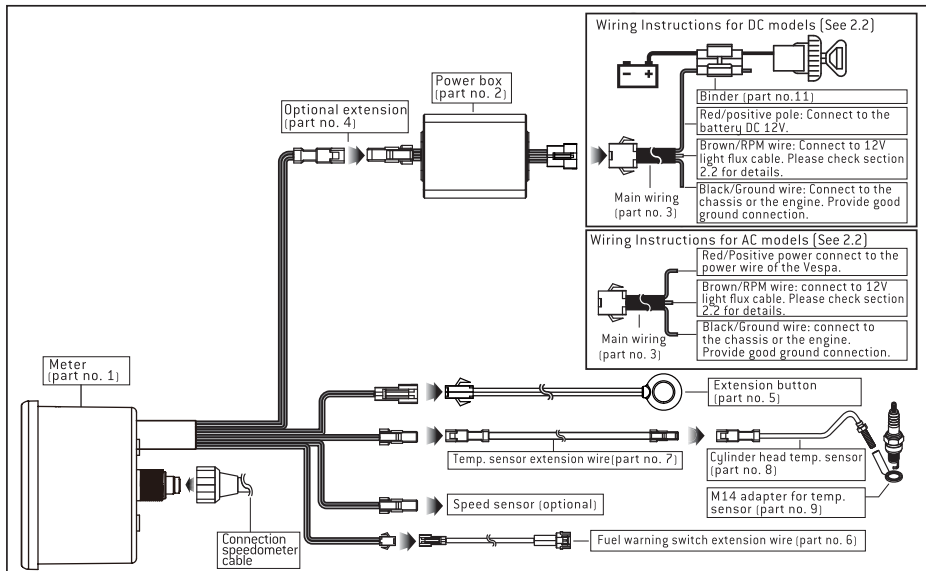 Wiring Instructions for DC models (See 2.2)
Power box
(part no. 2)
Optional extension
(part no. 4)
- +
Binder (part no.11)
Red/positive pole: Connect to the
battery DC 12V.
Brown/RPM wire: Connect to 12V
light flux cable. Please check section
2.2 for details.
Black/Ground wire: Connect to the
chassis or the engine. Provide good
ground connection.
Main wiring
(part no. 3)
Wiring Instructions for AC models (See 2.2)
Red/Positive power connect to the
power wire of the Vespa.
Brown/RPM wire: connect to 12V
light flux cable. Please check section
2.2 for details.
Black/Ground wire: connect to
the chassis or the engine.
Provide good ground connection.
Main wiring
(part no. 3)
Meter
(part no. 1)
Extension button
(part no. 5)
Temp. sensor extension wire(part no. 7)
Cylinder head temp. sensor
(part no. 8)
M14 adapter for temp.
sensor (part no. 9)
Speed sensor (optional)
Connection
speedometer
cable
Fuel warning switch extension wire (part no. 6)